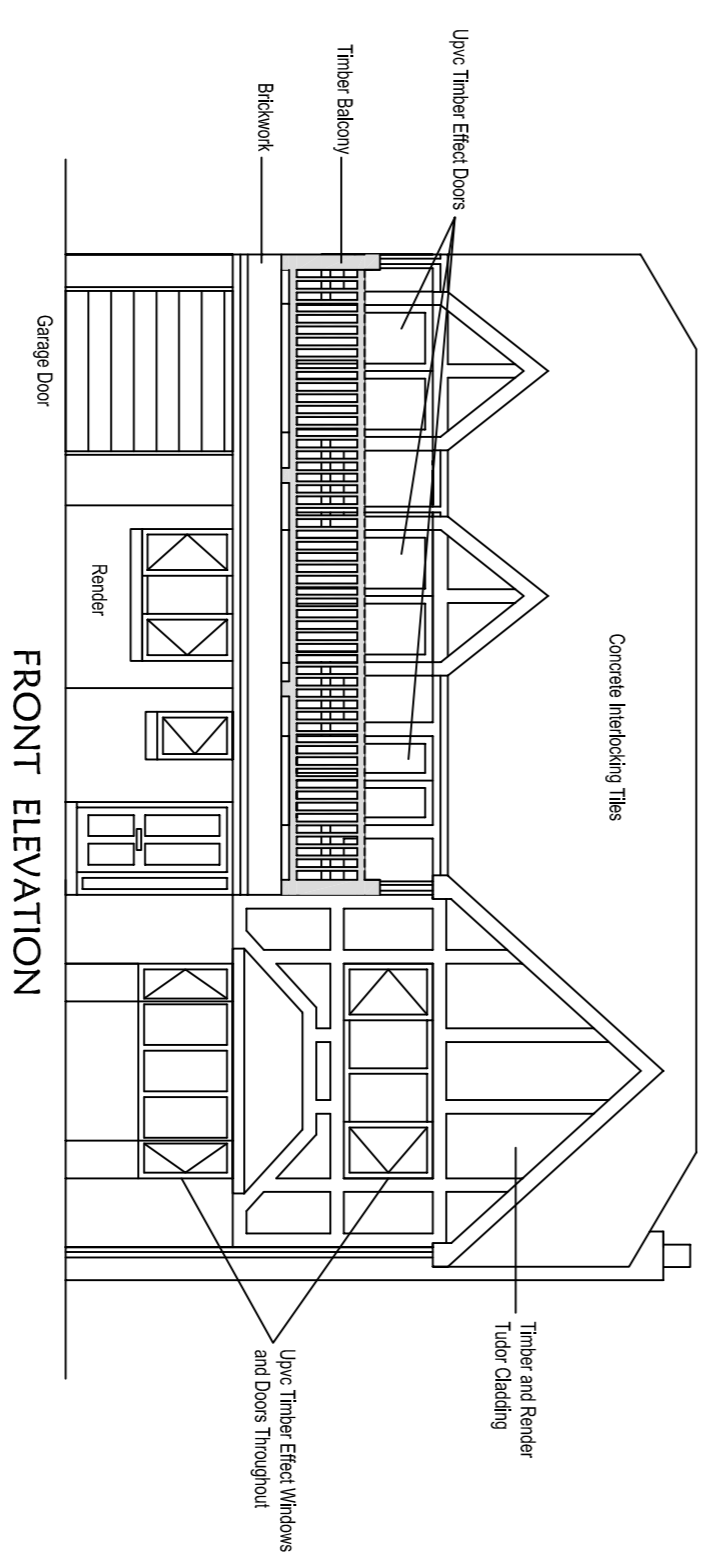 Upvc Timber Effect Doors
Timber Balcony
Brickwork
Concrete Interlocking Tiles
Timber and Render
Tudor Cladding
Upvc Timber Effect Windows
and Doors Throughout
Render
Garage Door
FRONT ELEVATION